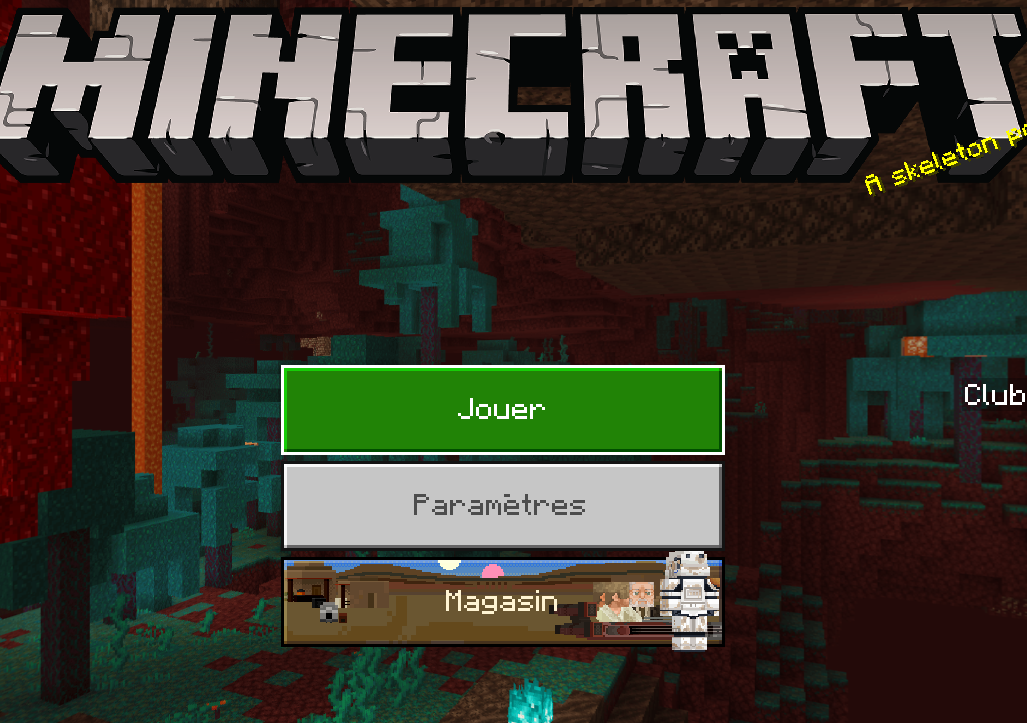 MINECRAFT
A skeleton
Club
Jouer
Paramètres
Magasin